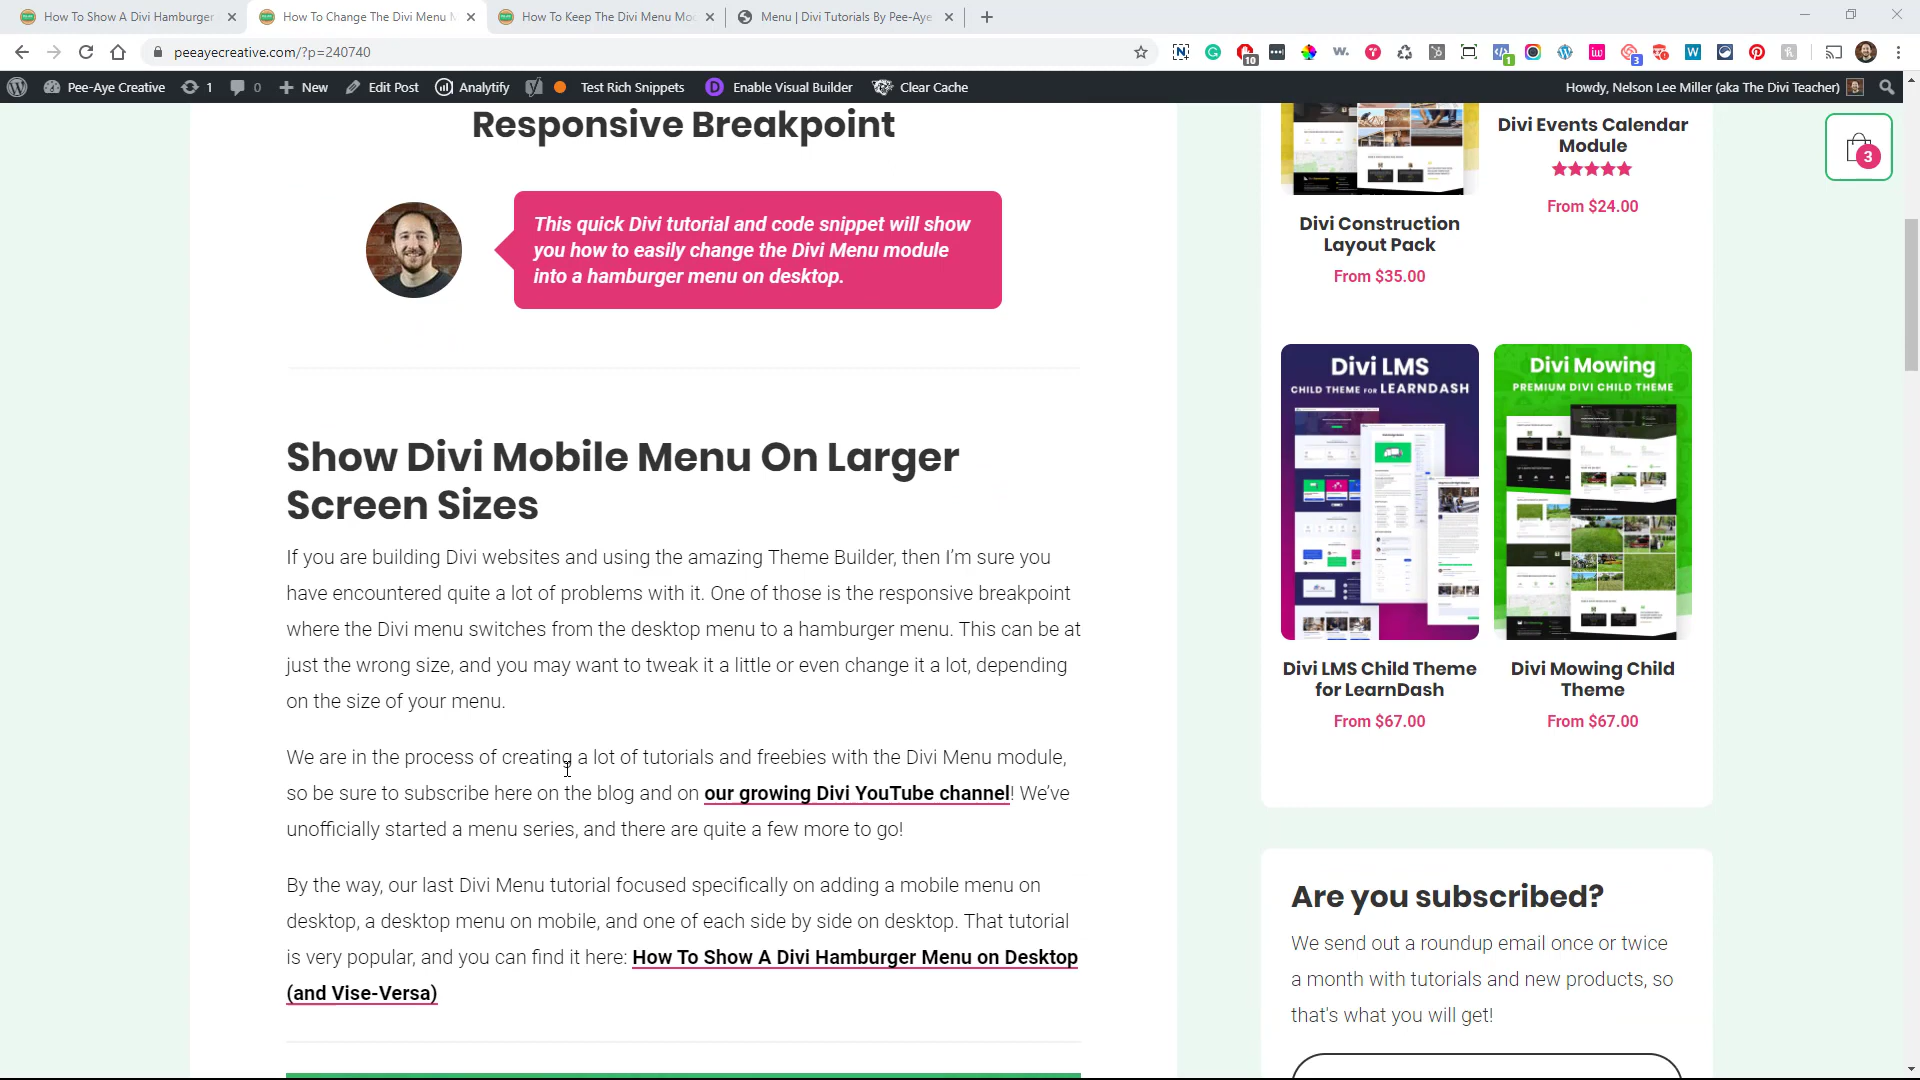 How To Show A Divi Hamburger
How To Change The Divi Menu M
How To Keep The Divi Menu Mo
Menu | Divi Tutorials By Pee-Aye
peeayecreative.com/?p=240740
10
1
3
Pee-Aye Creative
1
0
New
Edit Post
Analytify
Test Rich Snippets
Enable Visual Builder
Clear Cache
Howdy, Nelson Lee Miller (aka The Divi Teacher)
Responsive Breakpoint
This quick Divi tutorial and code snippet will show
you how to easily change the Divi Menu module
into a hamburger menu on desktop.
Show Divi Mobile Menu On Larger
Screen Sizes
If you are building Divi websites and using the amazing Theme Builder, then I’m sure you
have encountered quite a lot of problems with it. One of those is the responsive breakpoint
where the Divi menu switches from the desktop menu to a hamburger menu. This can be at
just the wrong size, and you may want to tweak it a little or even change it a lot, depending
on the size of your menu.
We are in the process of creating a lot of tutorials and freebies with the Divi Menu module,
so be sure to subscribe here on the blog and on our growing Divi YouTube channel! We’ve
unofficially started a menu series, and there are quite a few more to go!
By the way, our last Divi Menu tutorial focused specifically on adding a mobile menu on
desktop, a desktop menu on mobile, and one of each side by side on desktop. That tutorial
is very popular, and you can find it here: How To Show A Divi Hamburger Menu on Desktop
(and Vise-Versa)
Divi Construction
Layout Pack
From $35.00
Divi Events Calendar
Module
From $24.00
3
Divi LMS
CHILD THEME FOR LEARNDASH
Divi LMS Child Theme
for LearnDash
From $67.00
Divi Mowing
PREMIUM DIVI CHILD THEME
Divi Mowing Child
Theme
From $67.00
Are you subscribed?
We send out a roundup email once or twice
a month with tutorials and new products, so
that's what you will get!